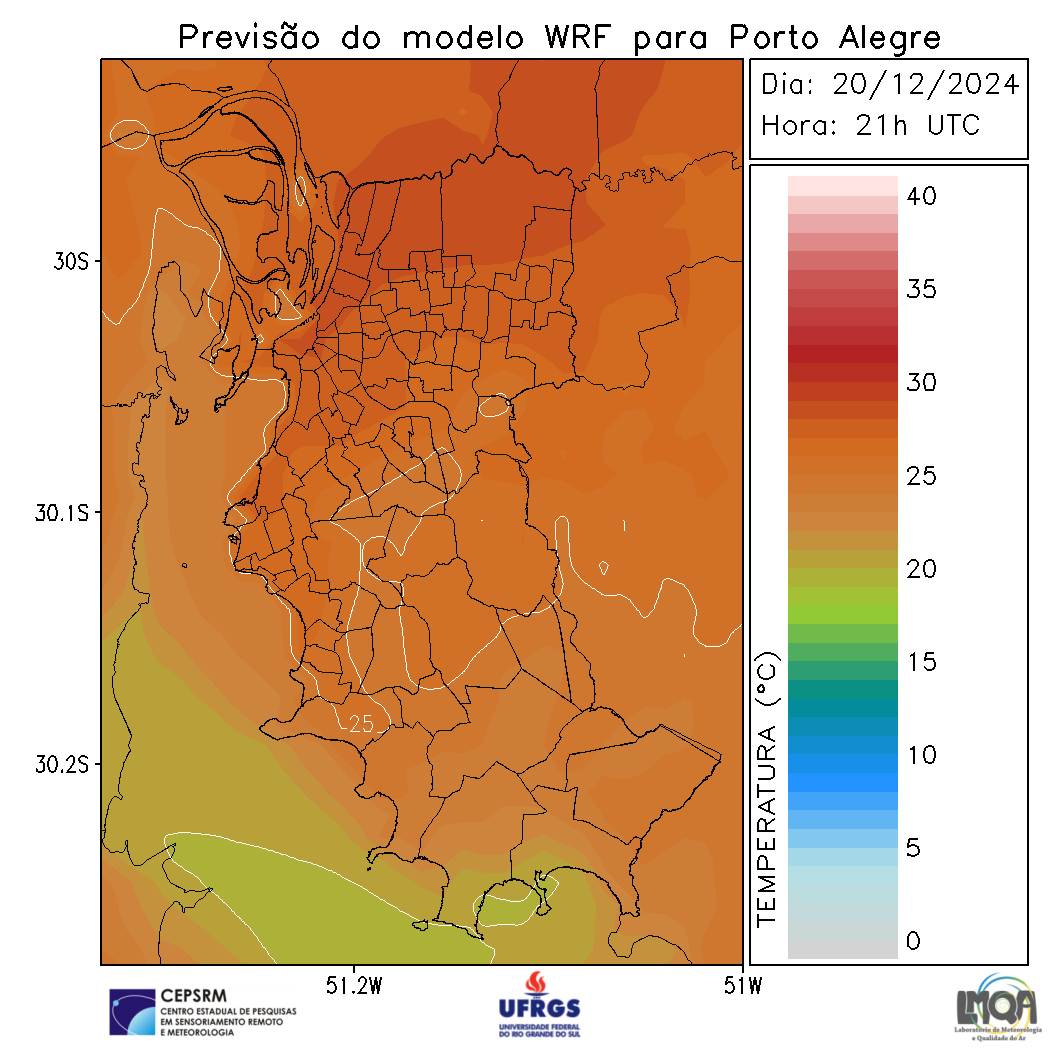 Previsão do modelo WRF para Porto Alegre
Dia: 20/12/2024
Hora: 21h UTC
30S
30.1S
30.2S
25
51.2W
51W
TEMPERATURA (°C)
40
35
30
25
20
15
10
5
0
CEPSRM
CENTRO ESTADUAL DE PESQUISAS
EM SENSORIAMENTO REMOTO
E METEOROLOGIA
UFRGS
UNIVERSIDADE FEDERAL
DO RIO GRANDE DO SUL
LMQA
Laboratório de Meteorologia
e Qualidade do Ar